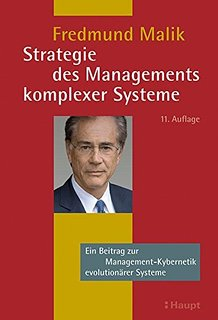 Fredmund Malik
Strategie
des Managements
komplexer Systeme
11. Auflage
Ein Beitrag zur
Management-Kybernetik
evolutionärer Systeme
Haupt